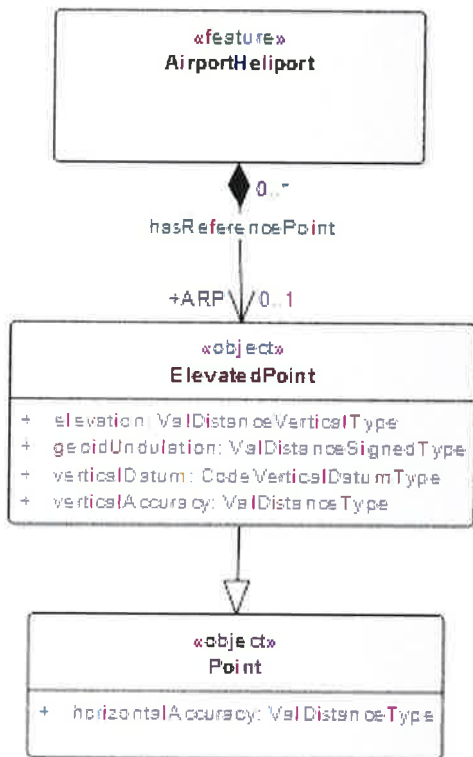 «feature»
AirportHeliport
0..*
hasReferencePoint
+ARP 0..1
«object»
ElevatedPoint
+ elevation: ValDistanceVerticalType
+ geoidUndulation: ValDistanceSignedType
+ verticalDatum: CodeVerticalDatumType
+ verticalAccuracy: ValDistanceType
«object»
Point
+ horizontalAccuracy: ValDistanceType